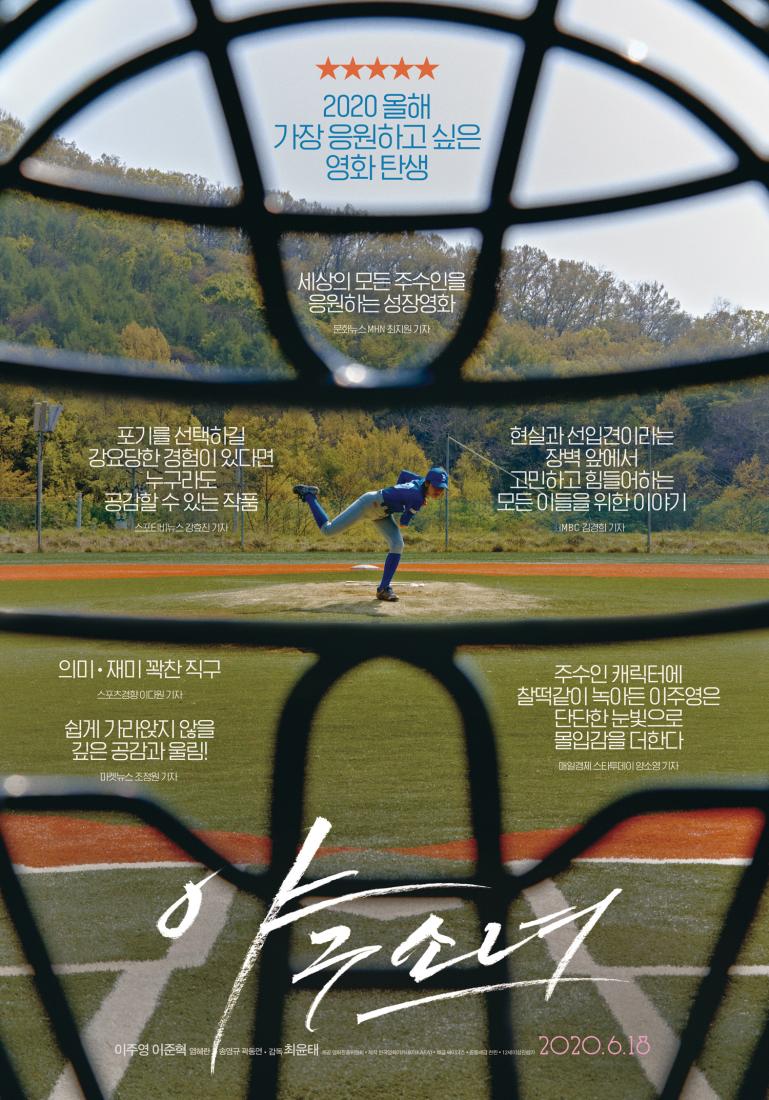 ★★★★★
2020 올해
가장 응원하고 싶은
영화 탄생
세상의 모든 주수인을
응원하는 성장영화
문화뉴스 MHN 최지원 기자
포기를 선택하길
강요당한 경험이 있다면
누구라도
공감할 수 있는 작품
스포티비뉴스 강효진 기자
현실과 선입견이라는
장벽 앞에서
고민하고 힘들어하는
모든 이들을 위한 이야기
iMBC 김경희 기자
의미·재미 꽉찬 직구
스포츠경향 이다원 기자
쉽게 가라앉지 않을
깊은 공감과 울림!
마켓뉴스 조정원 기자
주수인 캐릭터에
찰떡같이 녹아든 이주영은
단단한 눈빛으로
몰입감을 더한다
매일경제 스타투데이 양소영 기자
야구소녀
이주영 이준혁 염혜란 송영규 곽동연 · 감독 최윤태
2020.6.18